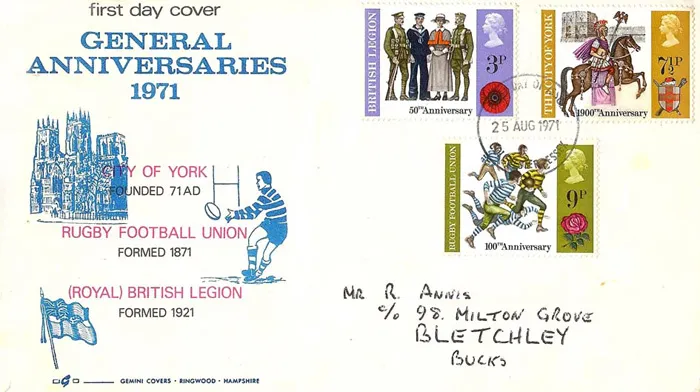 first day cover
GENERAL
ANNIVERSARIES
1971
CITY OF YORK
FOUNDED 71AD
RUGBY FOOTBALL UNION
FORMED 1871
(ROYAL) BRITISH LEGION
FORMED 1921
GEMINI COVERS • RINGWOOD • HAMPSHIRE
BRITISH LEGION
3P
50th Anniversary
THE CITY OF YORK
7½P
1900th Anniversary
25 AUG 1971
RUGBY FOOTBALL UNION
9P
100th Anniversary
MR R. ANNIS
c/o 98. MILTON GROVE
BLETCHLEY
BUCKS